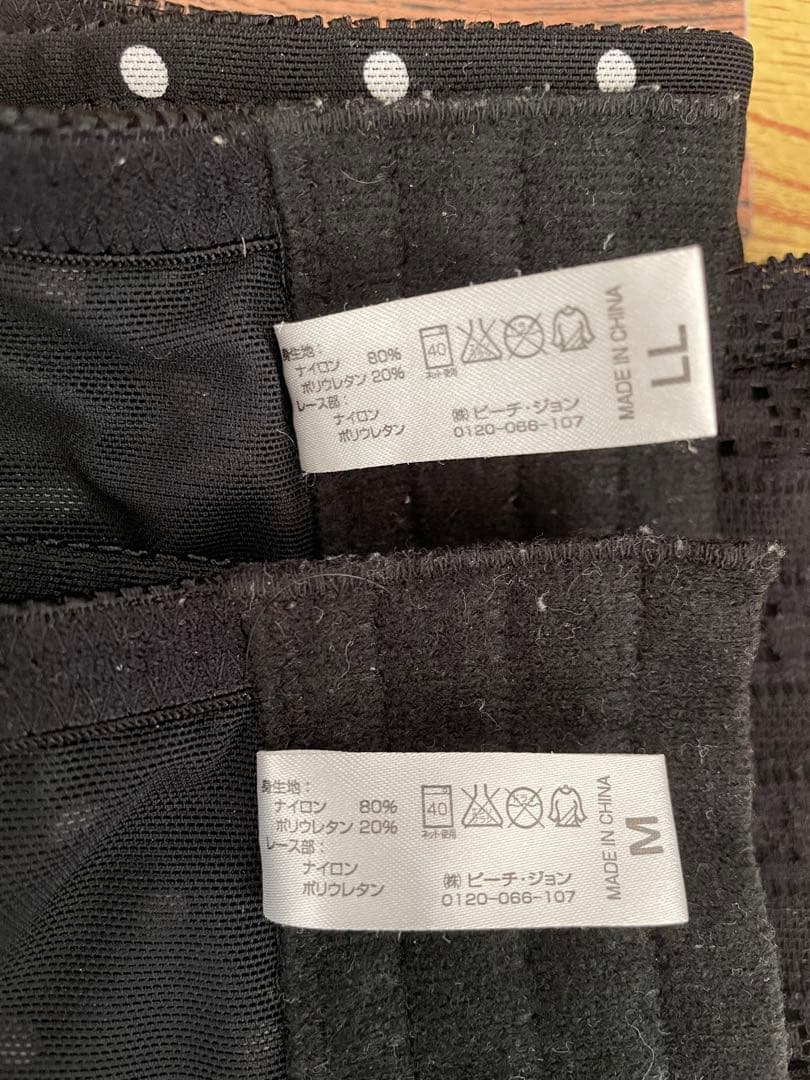 身生地:
ナイロン 80%
ポリウレタン 20%
レース部:
ナイロン
ポリウレタン
40
ネット使用
(株)ピーチ・ジョン
0120-066-107
MADE IN CHINA
LL
身生地:
ナイロン 80%
ポリウレタン 20%
レース部:
ナイロン
ポリウレタン
40
ネット使用
(株)ピーチ・ジョン
0120-066-107
MADE IN CHINA
M